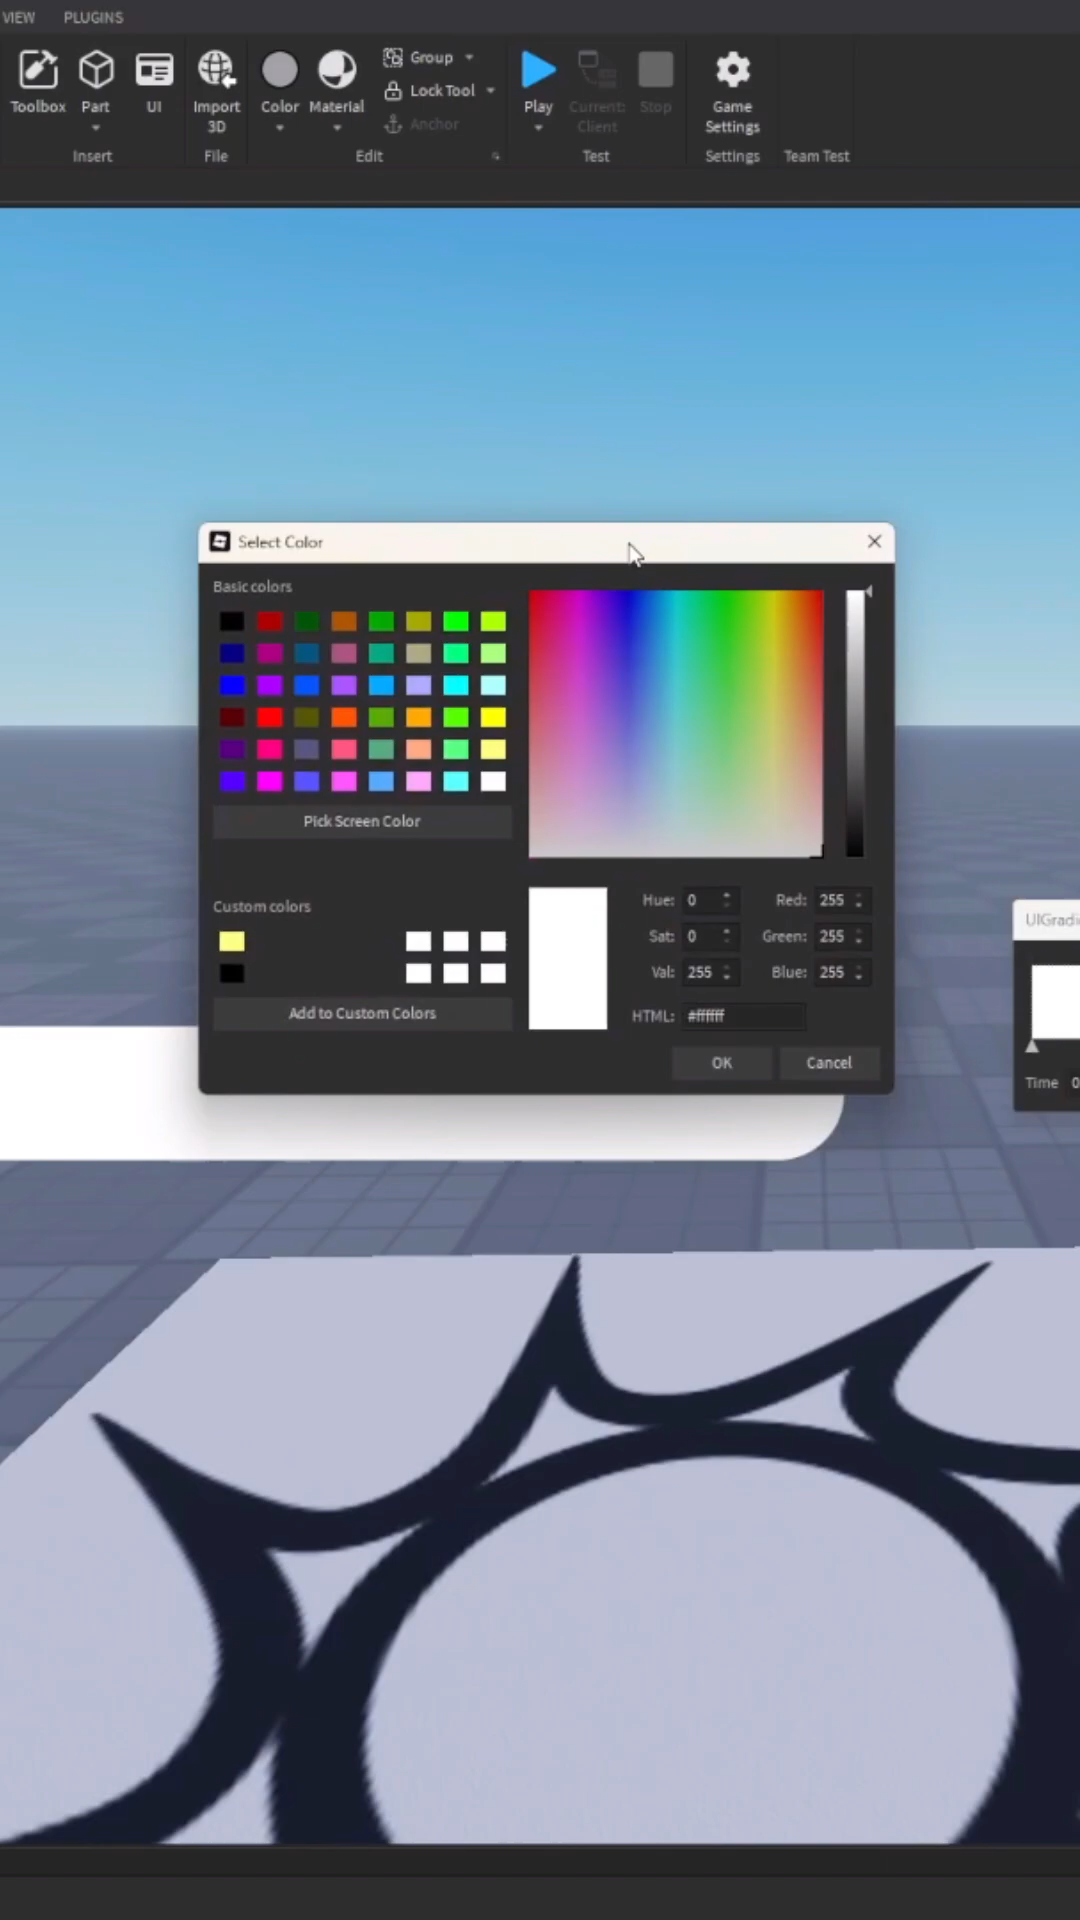 VIEW PLUGINS
Toolbox Part UI Import 3D Color Material Group Lock Tool Anchor Play Current: Client Stop Game Settings
Insert File Edit Test Settings Team Test
Select Color
Basic colors
Pick Screen Color
Custom colors
Add to Custom Colors
Hue: 0 Red: 255
Sat: 0 Green: 255
Val: 255 Blue: 255
HTML: #ffffff
OK Cancel
UIGradi
Time 0